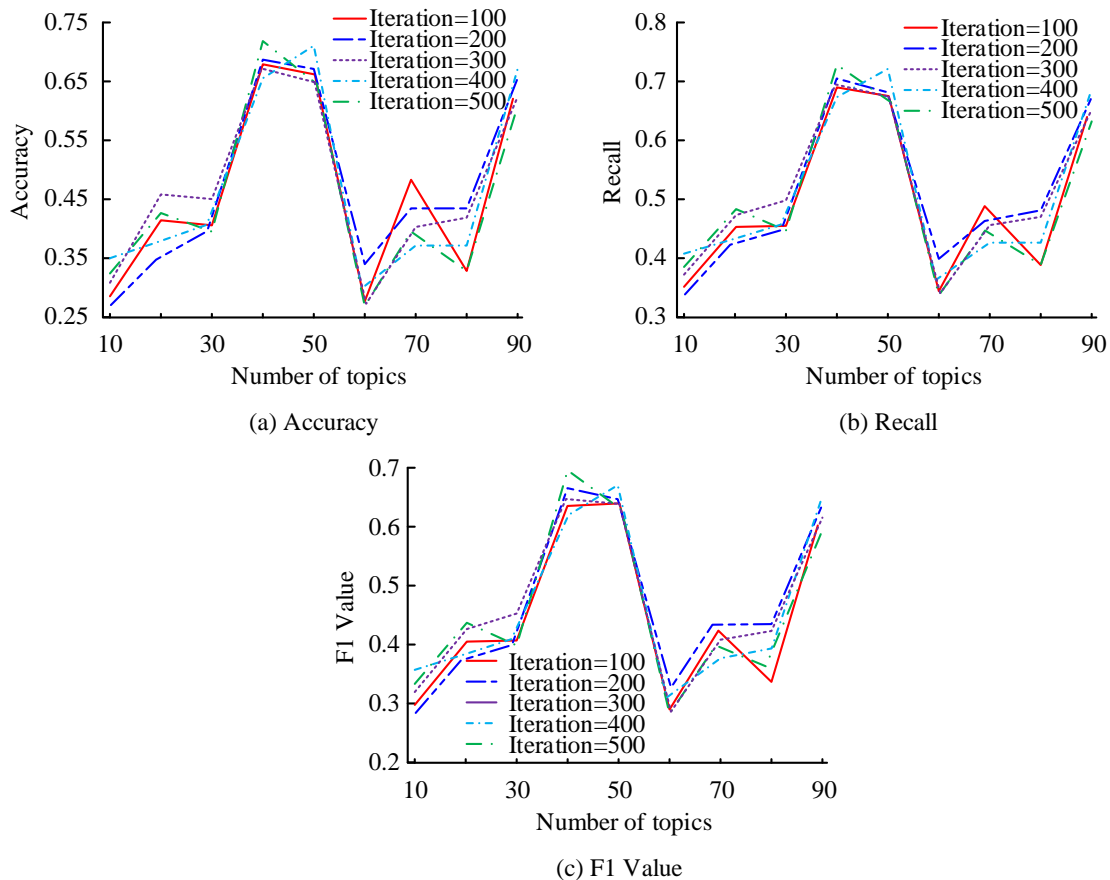 0.75
0.65
0.55
0.45
0.35
0.25
Accuracy
Iteration=100
Iteration=200
Iteration=300
Iteration=400
Iteration=500
10 30 50 70 90
Number of topics
(a) Accuracy
0.8
0.7
0.6
0.5
0.4
0.3
Recall
Iteration=100
Iteration=200
Iteration=300
Iteration=400
Iteration=500
10 30 50 70 90
Number of topics
(b) Recall
0.7
0.6
0.5
0.4
0.3
0.2
F1 Value
Iteration=100
Iteration=200
Iteration=300
Iteration=400
Iteration=500
10 30 50 70 90
Number of topics
(c) F1 Value